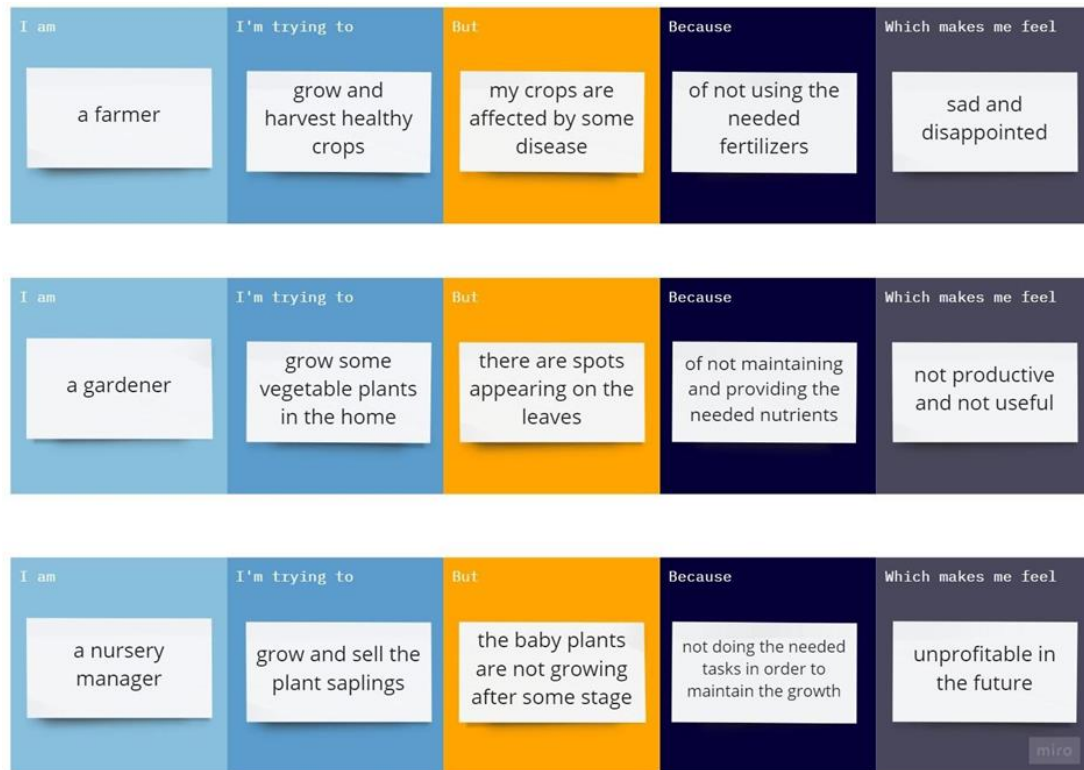 I am
I'm trying to
But
Because
Which makes me feel
a farmer
grow and
harvest healthy
crops
my crops are
affected by some
disease
of not using the
needed
fertilizers
sad and
disappointed
I am
I'm trying to
But
Because
Which makes me feel
a gardener
grow some
vegetable plants
in the home
there are spots
appearing on the
leaves
of not maintaining
and providing the
needed nutrients
not productive
and not useful
I am
I'm trying to
But
Because
Which makes me feel
a nursery
manager
grow and sell the
plant saplings
the baby plants
are not growing
after some stage
not doing the needed
tasks in order to
maintain the growth
unprofitable in
the future
miro